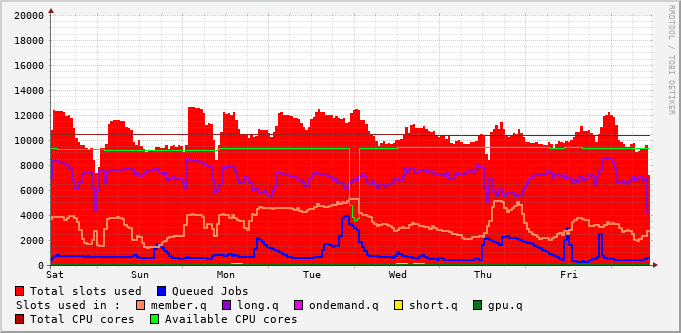 20000
18000
16000
14000
12000
10000
8000
6000
4000
2000
0
Sat Sun Mon Tue Wed Thu Fri
Total slots used Queued Jobs
Slots used in : member.q long.q ondemand.q short.q gpu.q
Total CPU cores Available CPU cores
RRDTOOL / TOBI OETIKER